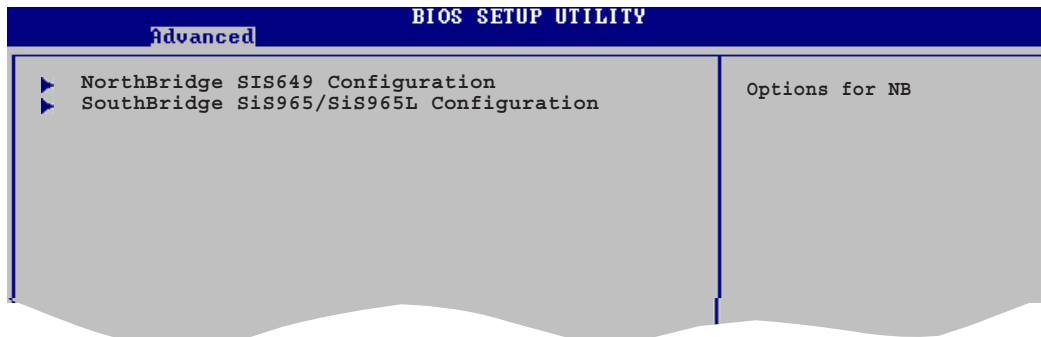 BIOS SETUP UTILITY
Advanced
NorthBridge SIS649 Configuration
SouthBridge SiS965/SiS965L Configuration
Options for NB